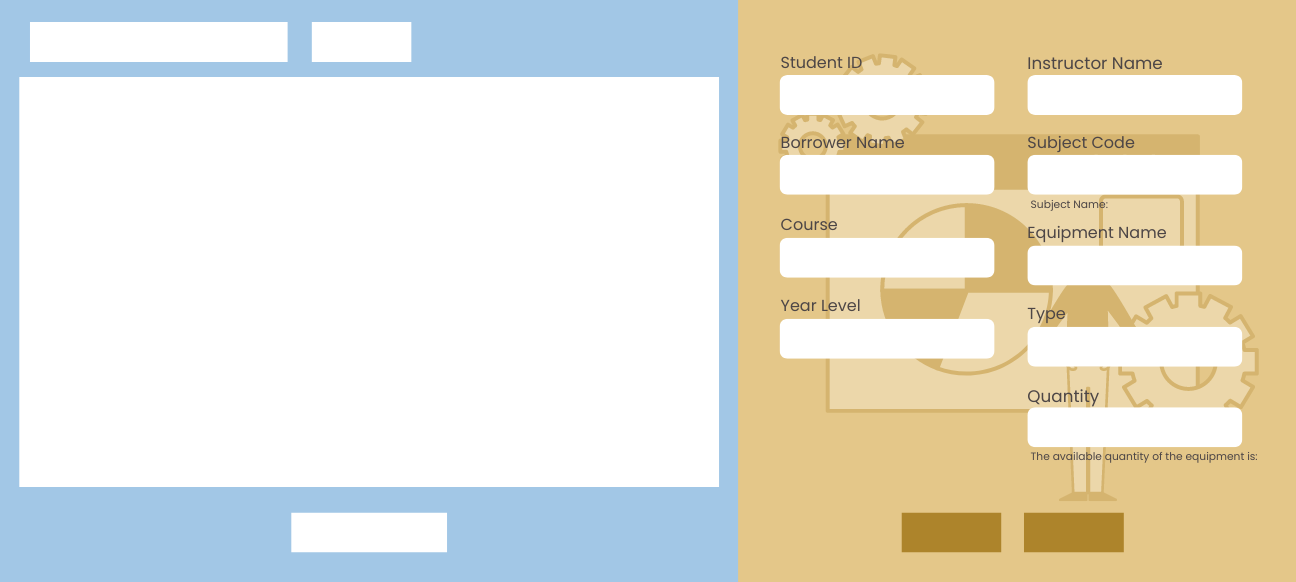 Student ID
Borrower Name
Course
Year Level
Instructor Name
Subject Code
Subject Name:
Equipment Name
Type
Quantity
The available quantity of the equipment is: